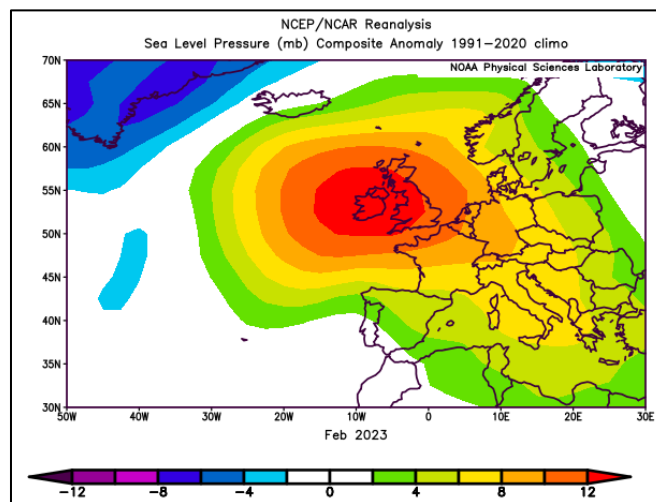 NCEP/NCAR Reanalysis
Sea Level Pressure (mb) Composite Anomaly 1991−2020 climo
NOAA Physical Sciences Laboratory
70N
65N
60N
55N
50N
45N
40N
35N
30N
50W 40W 30W 20W 10W 0 10E 20E 30E
Feb 2023
−12 −8 −4 0 4 8 12